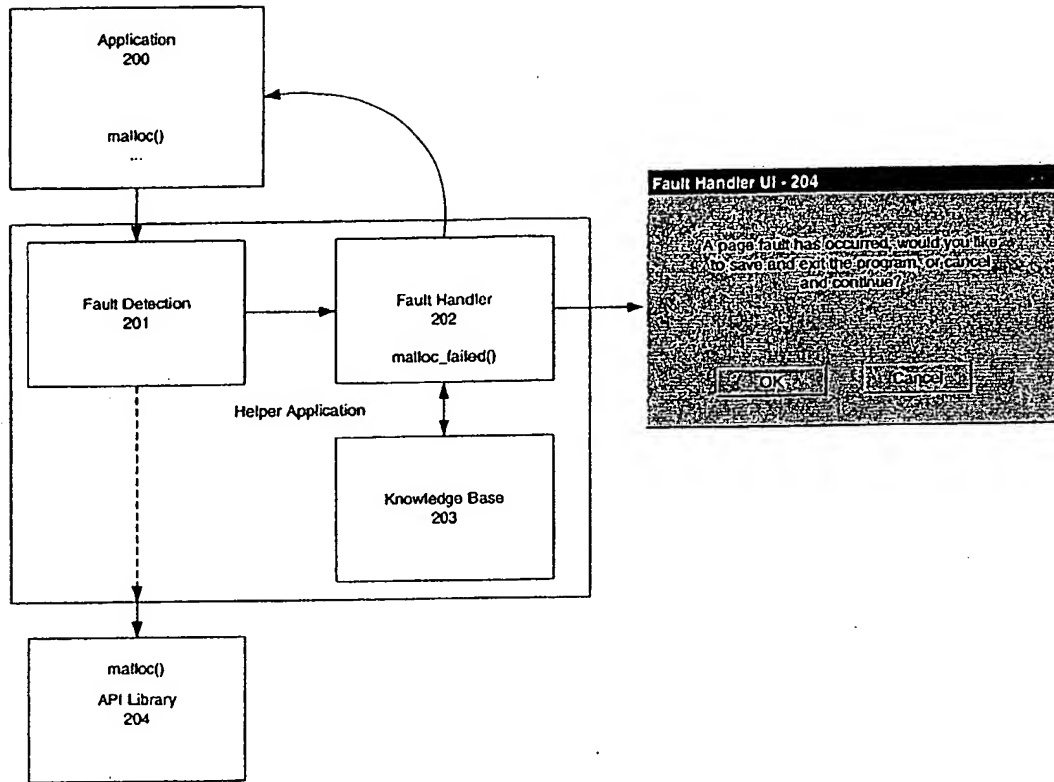 Application
200
malloc()
...
Fault Handler UI - 204
A page fault has occurred, would you like
to save and exit the program, or cancel
and continue?
OK
Cancel
Fault Detection
201
Fault Handler
202
malloc_failed()
Helper Application
Knowledge Base
203
malloc()
API Library
204